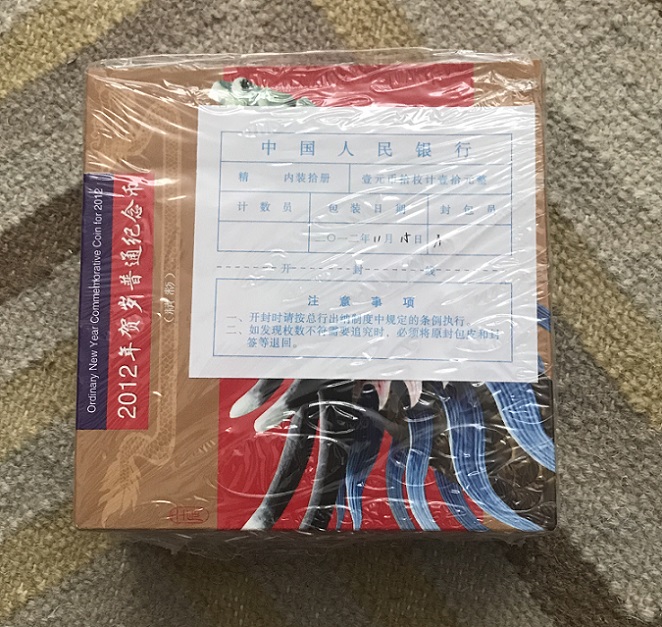 中国人民银行
精 内装拾册 壹元币拾枚计壹拾元整
计数员 包装日期 封包员
二〇一二年11月15日
开封线
注意事项
一、开封时请按总行出纳制度中规定的条例执行。
二、如发现枚数不符需要追究时，必须将原封包皮和封
签等退回。
Ordinary New Year Commemorative Coin for 2012
2012年贺岁普通纪念币